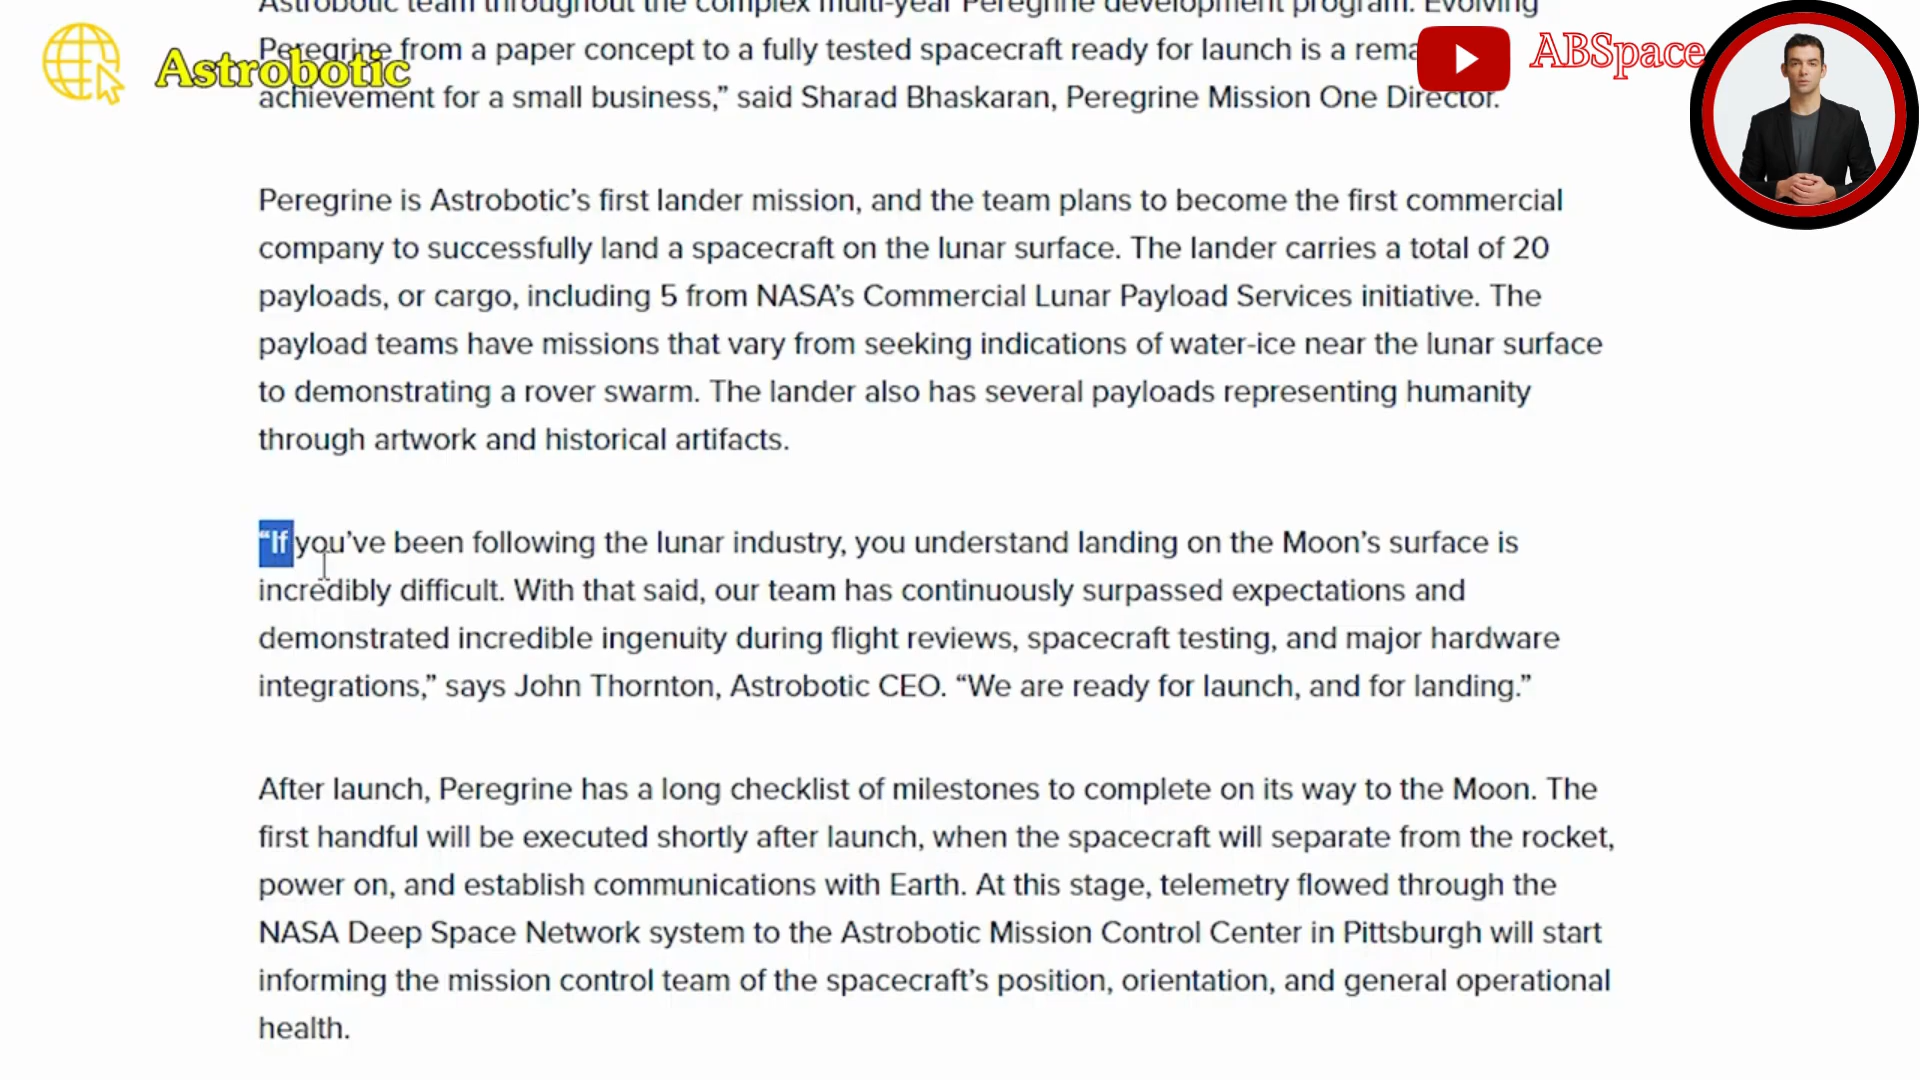 Astrobotic team throughout the complex multi-year Peregrine development program. Evolving
Peregrine from a paper concept to a fully tested spacecraft ready for launch is a rema
achievement for a small business,” said Sharad Bhaskaran, Peregrine Mission One Director.
Astrobotic
ABSpace
Peregrine is Astrobotic’s first lander mission, and the team plans to become the first commercial
company to successfully land a spacecraft on the lunar surface. The lander carries a total of 20
payloads, or cargo, including 5 from NASA’s Commercial Lunar Payload Services initiative. The
payload teams have missions that vary from seeking indications of water-ice near the lunar surface
to demonstrating a rover swarm. The lander also has several payloads representing humanity
through artwork and historical artifacts.
“If you’ve been following the lunar industry, you understand landing on the Moon’s surface is
incredibly difficult. With that said, our team has continuously surpassed expectations and
demonstrated incredible ingenuity during flight reviews, spacecraft testing, and major hardware
integrations,” says John Thornton, Astrobotic CEO. “We are ready for launch, and for landing.”
After launch, Peregrine has a long checklist of milestones to complete on its way to the Moon. The
first handful will be executed shortly after launch, when the spacecraft will separate from the rocket,
power on, and establish communications with Earth. At this stage, telemetry flowed through the
NASA Deep Space Network system to the Astrobotic Mission Control Center in Pittsburgh will start
informing the mission control team of the spacecraft’s position, orientation, and general operational
health.